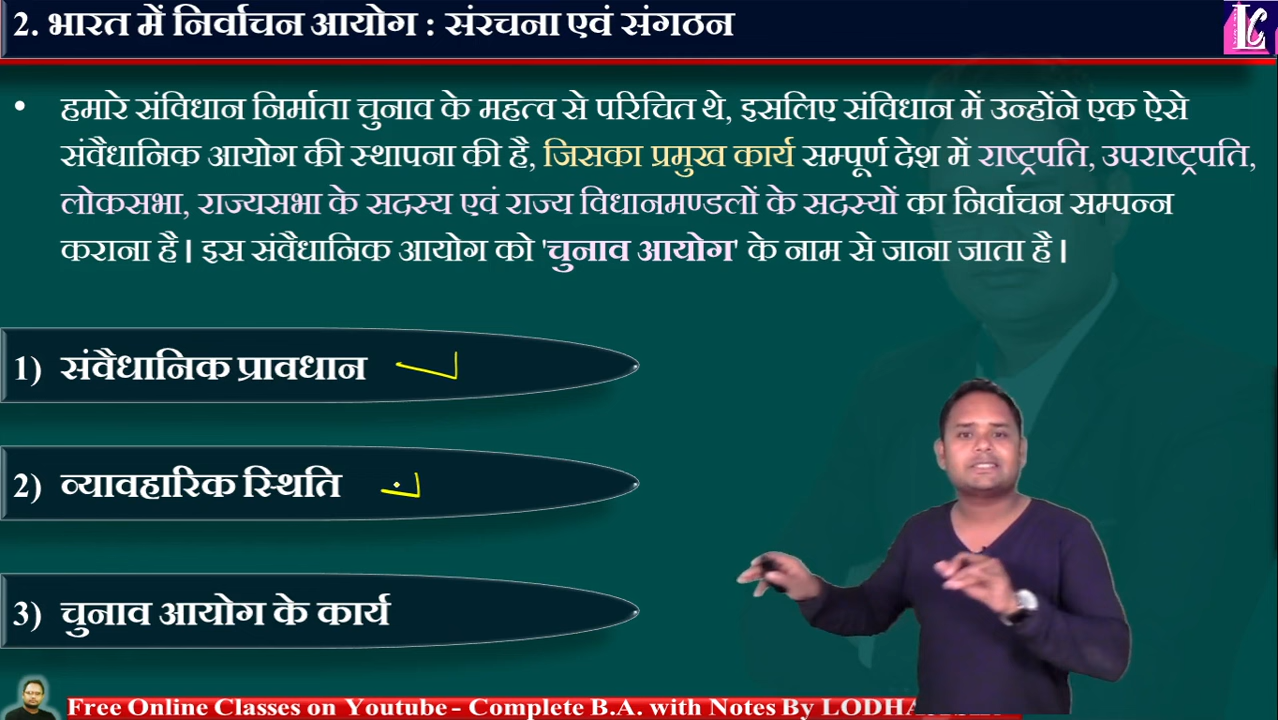 2. भारत में निर्वाचन आयोग : संरचना एवं संगठन
LC
• हमारे संविधान निर्माता चुनाव के महत्व से परिचित थे, इसलिए संविधान में उन्होंने एक ऐसे
संवैधानिक आयोग की स्थापना की है, जिसका प्रमुख कार्य सम्पूर्ण देश में राष्ट्रपति, उपराष्ट्रपति,
लोकसभा, राज्यसभा के सदस्य एवं राज्य विधानमण्डलों के सदस्यों का निर्वाचन सम्पन्न
कराना है। इस संवैधानिक आयोग को 'चुनाव आयोग' के नाम से जाना जाता है।
1) संवैधानिक प्रावधान
2) व्यावहारिक स्थिति
3) चुनाव आयोग के कार्य
Free Online Classes on Youtube - Complete B.A. with Notes By